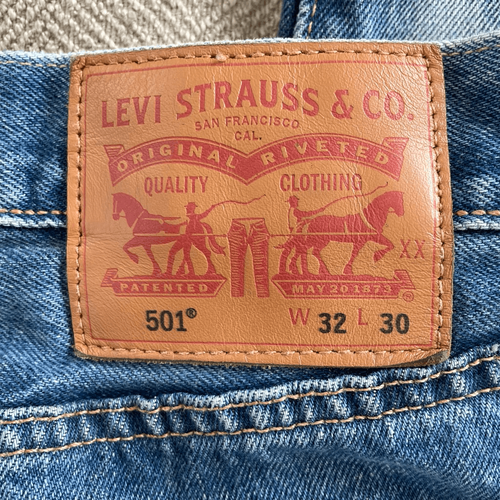 LEVI STRAUSS & CO.
SAN FRANCISCO
CAL.
ORIGINAL RIVETED
QUALITY CLOTHING
XX
PATENTED MAY 20 1873 ®
501® W 32 L 30